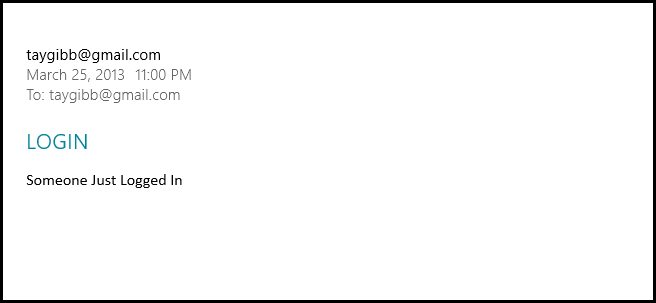 taygibb@gmail.com
March 25, 2013 11:00 PM
To: taygibb@gmail.com
LOGIN
Someone Just Logged In